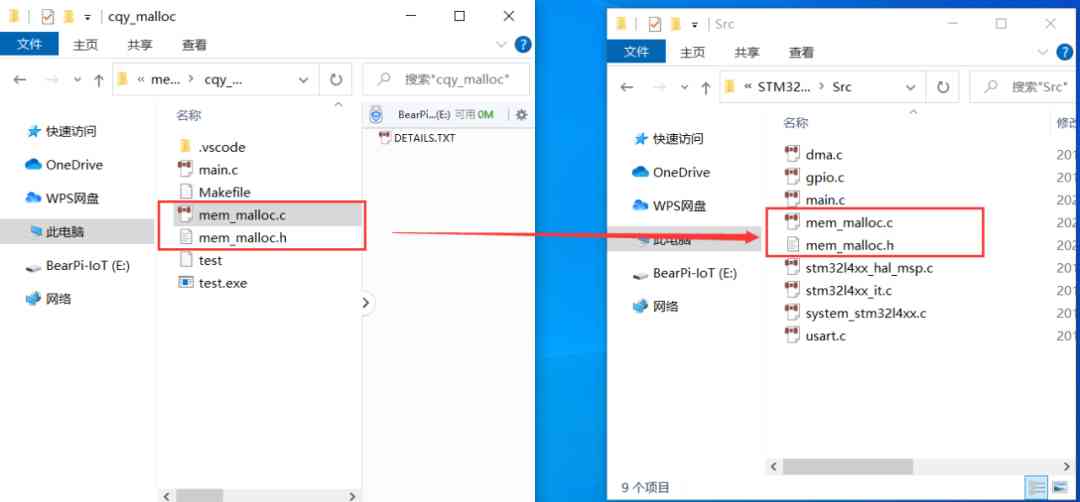 cqy_malloc
文件 主页 共享 查看
« me... > cqy_... 搜索"cqy_malloc"
快速访问
OneDrive
WPS网盘
此电脑
BearPi-IoT (E:)
网络
名称
.vscode
main.c
Makefile
mem_malloc.c
mem_malloc.h
test
test.exe
BearPi-...(E:) 可用 0M
DETAILS.TXT
Src
文件 主页 共享 查看
« STM32... > Src 搜索"Src"
快速访问
OneDrive
WPS网盘
此电脑
BearPi-IoT (E:)
网络
名称 修改
dma.c 201
gpio.c 201
main.c 202
mem_malloc.c 202
mem_malloc.h 202
stm32l4xx_hal_msp.c 201
stm32l4xx_it.c 201
system_stm32l4xx.c 201
usart.c 201
9 个项目